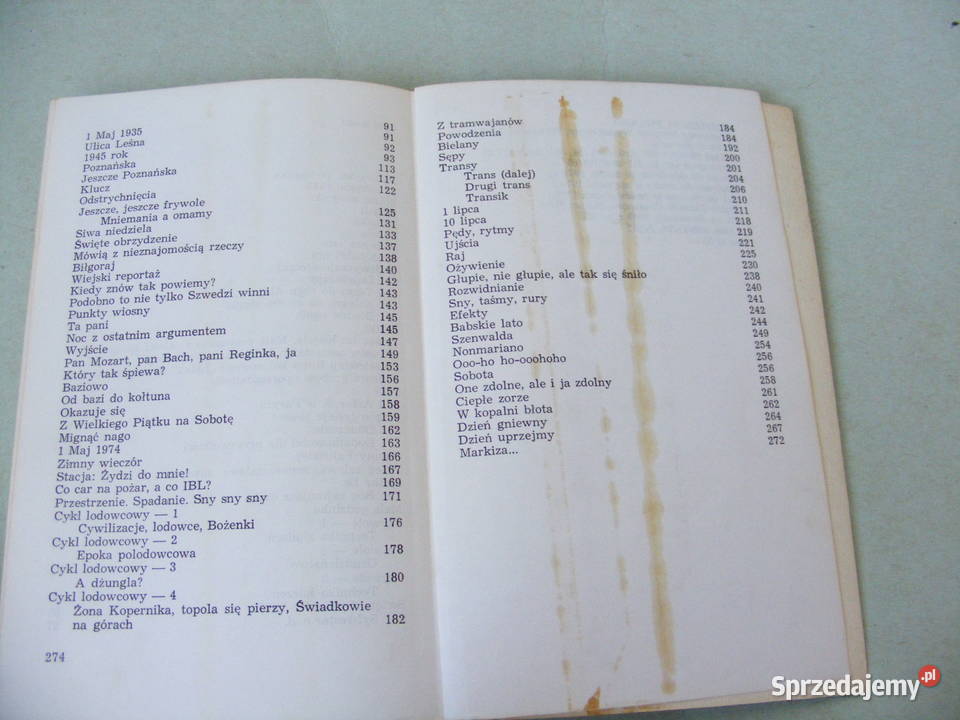 1 Maj 1935 91
Ulica Leśna 91
1945 rok 92
Poznańska 93
Jeszcze Poznańska 113
Klucz 117
Odstrychnięcia 122
Jeszcze, jeszcze frywole
Mniemania a omamy 125
Siwa niedziela 131
Święte obrzydzenie 133
Mówią z nieznajomością rzeczy 137
Biłgoraj 138
Wiejski reportaż 140
Kiedy znów tak powiemy? 142
Podobno to nie tylko Szwedzi winni 143
Punkty wiosny 143
Ta pani 145
Noc z ostatnim argumentem 145
Wyjście 147
Pan Mozart, pan Bach, pani Reginka, ja 149
Który tak śpiewa? 153
Baziowo 156
Od bazi do kołtuna 157
Okazuje się 158
Z Wielkiego Piątku na Sobotę 159
Mignąć nago 162
1 Maj 1974 163
Zimny wieczór 166
Stacja: Żydzi do mnie! 167
Co car na pożar, a co IBL? 169
Przestrzenie. Spadanie. Sny sny sny 171
Cykl lodowcowy — 1
Cywilizacje, lodowce, Bożenki 176
Cykl lodowcowy — 2
Epoka polodowcowa 178
Cykl lodowcowy — 3
A dżungla? 180
Cykl lodowcowy — 4
Żona Kopernika, topola się pierzy, Świadkowie
na górach 182
274
Z tramwajanów 184
Powodzenia 184
Bielany 192
Sępy 200
Transy 201
Trans (dalej) 204
Drugi trans 206
Transik 210
1 lipca 211
10 lipca 218
Pędy, rytmy 219
Ujścia 221
Raj 225
Ożywienie 230
Głupie, nie głupie, ale tak się śniło 238
Rozwidnianie 240
Sny, taśmy, rury 241
Efekty 242
Babskie lato 244
Szenwalda 249
Nonmariano 254
Ooo-ho ho-ooohoho 256
Sobota 256
One zdolne, ale i ja zdolny 258
Ciepłe zorze 261
W kopalni błota 262
Dzień gniewny 264
Dzień uprzejmy 267
Markiza... 272
Sprzedajemy.pl